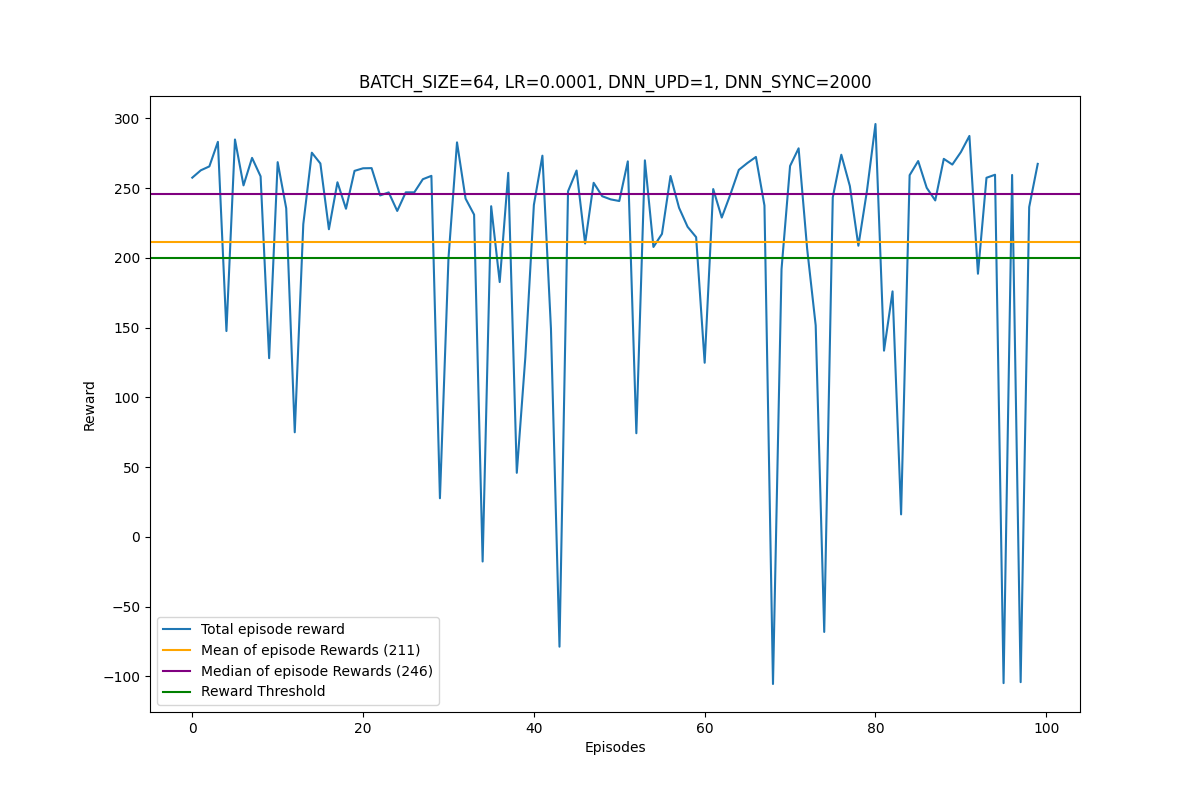 BATCH_SIZE=64, LR=0.0001, DNN_UPD=1, DNN_SYNC=2000
300
250
200
150
100
50
0
−50
−100
Reward
Total episode reward
Mean of episode Rewards (211)
Median of episode Rewards (246)
Reward Threshold
0 20 40 60 80 100
Episodes